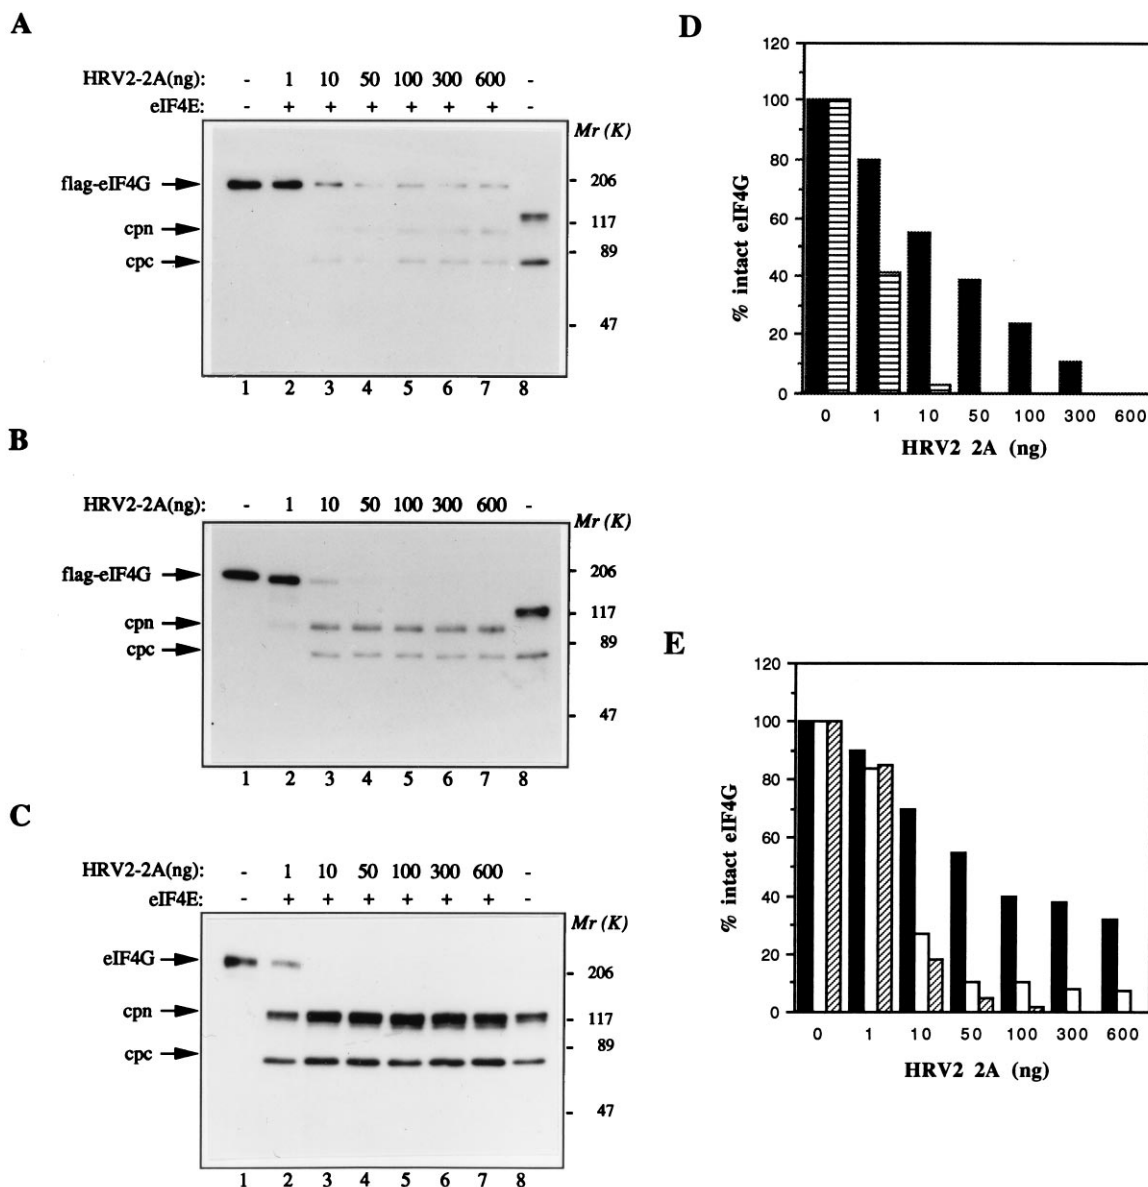 A
HRV2-2A(ng): - 1 10 50 100 300 600 -
eIF4E: - + + + + + + -
Mr (K)
flag-eIF4G
cpn
cpc
206
117
89
47
1 2 3 4 5 6 7 8
B
HRV2-2A(ng): - 1 10 50 100 300 600 -
Mr (K)
flag-eIF4G
cpn
cpc
206
117
89
47
1 2 3 4 5 6 7 8
C
HRV2-2A(ng): - 1 10 50 100 300 600 -
eIF4E: - + + + + + + -
Mr (K)
eIF4G
cpn
cpc
206
117
89
47
1 2 3 4 5 6 7 8
D
% intact eIF4G
120
100
80
60
40
20
0
0 1 10 50 100 300 600
HRV2 2A (ng)
E
% intact eIF4G
120
100
80
60
40
20
0
0 1 10 50 100 300 600
HRV2 2A (ng)